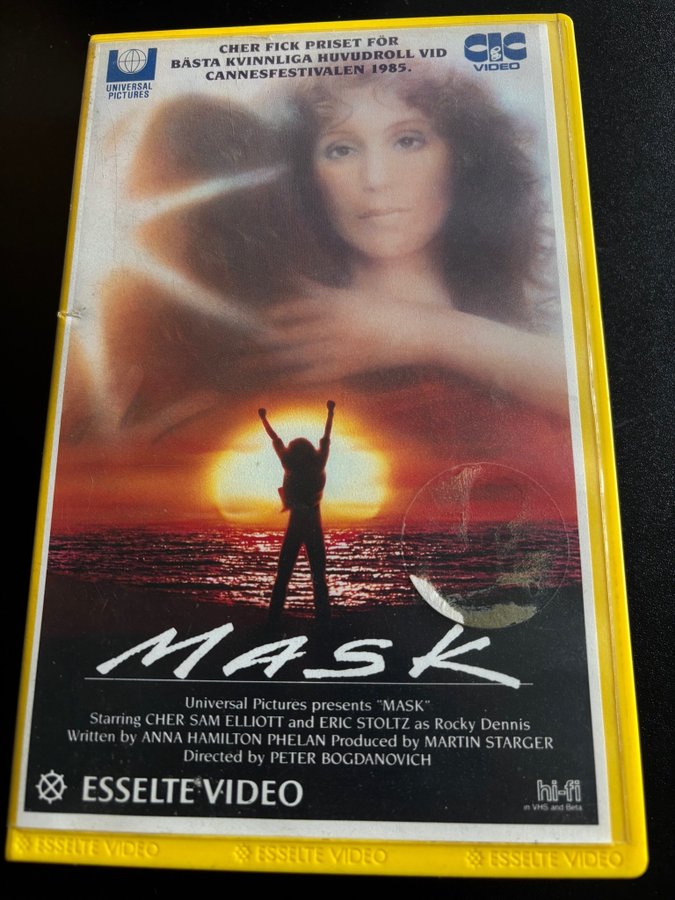 CHER FICK PRISET FÖR
BÄSTA KVINNLIGA HUVUDROLL VID
CANNESFESTIVALEN 1985.
UNIVERSAL
PICTURES
CIC
VIDEO
MASK
Universal Pictures presents "MASK"
Starring CHER SAM ELLIOTT and ERIC STOLTZ as Rocky Dennis
Written by ANNA HAMILTON PHELAN Produced by MARTIN STARGER
Directed by PETER BOGDANOVICH
ESSELTE VIDEO
hi-fi
in VHS and Beta
ESSELTE VIDEO ESSELTE VIDEO ESSELTE VIDEO